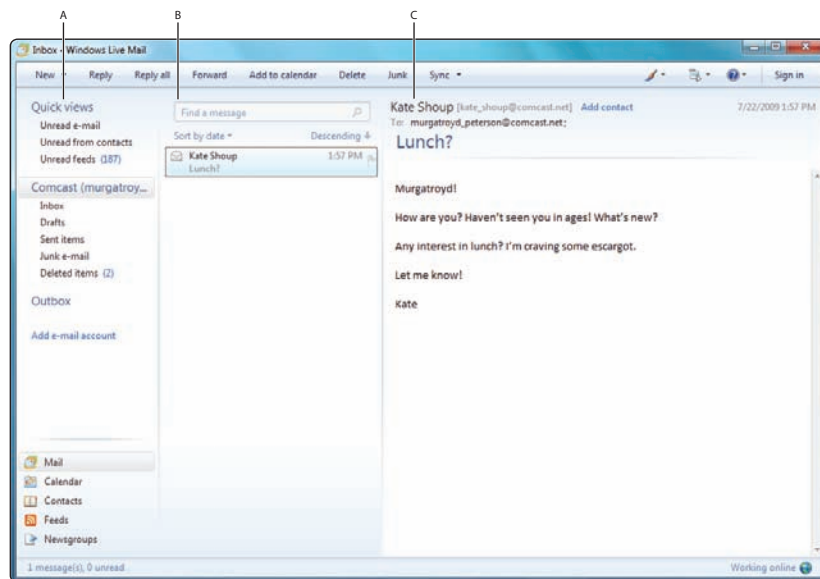 A
B
C
Inbox - Windows Live Mail
New Reply Reply all Forward Add to calendar Delete Junk Sync Sign in
Quick views
Unread e-mail
Unread from contacts
Unread feeds (187)
Comcast (murgatroy...
Inbox
Drafts
Sent items
Junk e-mail
Deleted items (2)
Outbox
Add e-mail account
Mail
Calendar
Contacts
Feeds
Newsgroups
Find a message
Sort by date Descending
Kate Shoup 1:57 PM
Lunch?
Kate Shoup [kate_shoup@comcast.net] Add contact 7/22/2009 1:57 PM
To: murgatroyd_peterson@comcast.net;
Lunch?
Murgatroyd!
How are you? Haven't seen you in ages! What's new?
Any interest in lunch? I'm craving some escargot.
Let me know!
Kate
1 message(s), 0 unread
Working online